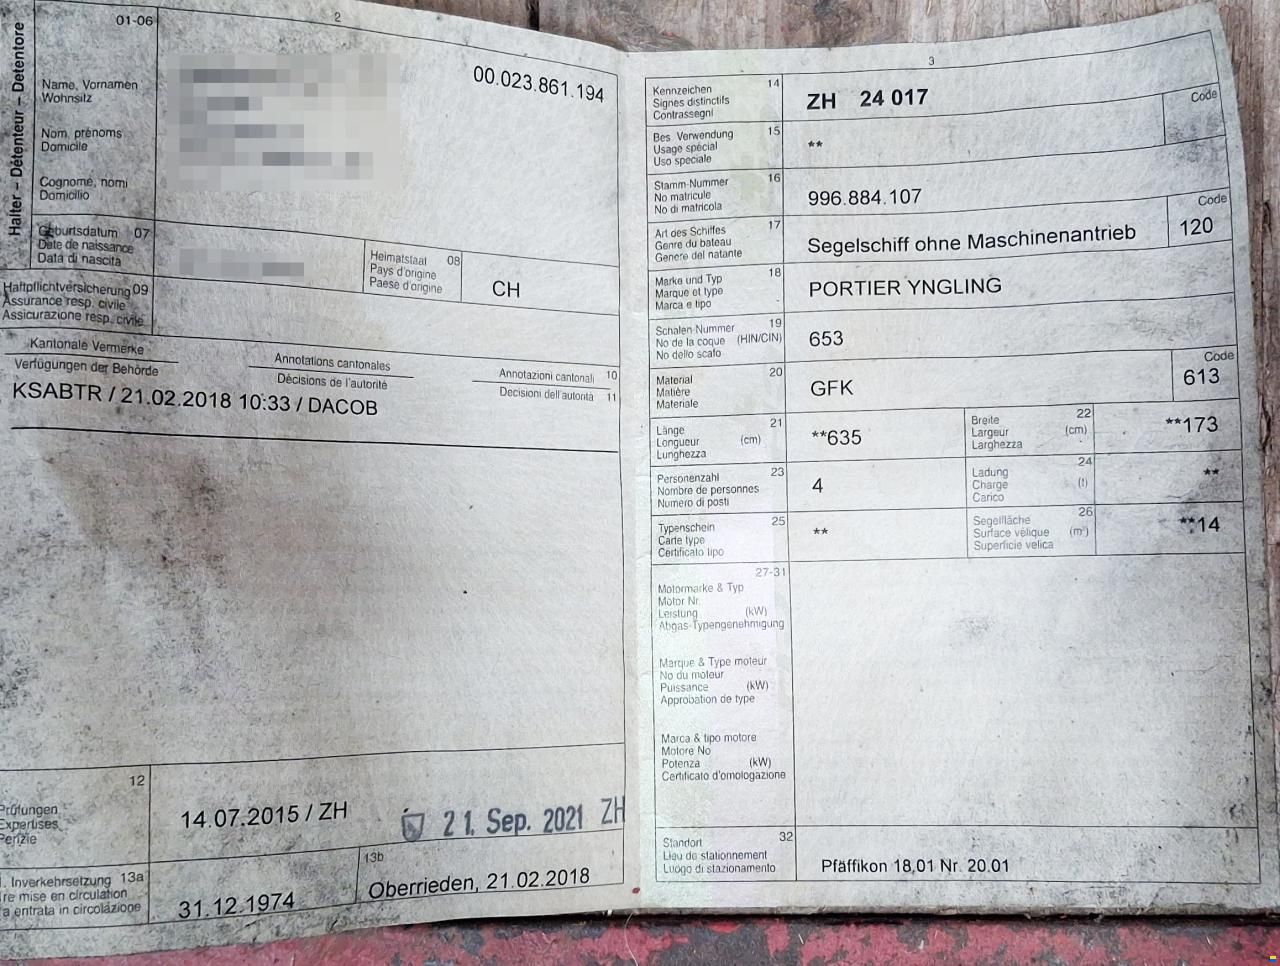 2
Halter – Détenteur – Detentore
01-06
Name, Vornamen
Wohnsitz
Nom, prénoms
Domicile
Cognome, nomi
Domicilio
00.023.861.194
Geburtsdatum 07
Date de naissance
Data di nascita
Heimatstaat 08
Pays d'origine
Paese d'origine
CH
Haftpflichtversicherung 09
Assurance resp. civile
Assicurazione resp. civile
Kantonale Vermerke
Verfügungen der Behörde
Annotations cantonales
Décisions de l'autorité
Annotazioni cantonali 10
Decisioni dell'autorità 11
KSABTR / 21.02.2018 10:33 / DACOB
12
Prüfungen
Expertises
Perizie
14.07.2015 / ZH
21. Sep. 2021 ZH
1. Inverkehrsetzung 13a
1re mise en circulation
1a entrata in circolazione
31.12.1974
13b
Oberrieden, 21.02.2018
3
Kennzeichen 14
Signes distinctifs
Contrassegni
ZH 24 017
Bes. Verwendung 15
Usage spécial
Uso speciale
**
Code
Stamm-Nummer 16
No matricule
No di matricola
996.884.107
Art des Schiffes 17
Genre du bateau
Genere del natante
Segelschiff ohne Maschinenantrieb
Code
120
Marke und Typ 18
Marque et type
Marca e tipo
PORTIER YNGLING
Schalen-Nummer 19
No de la coque (HIN/CIN)
No dello scafo
653
Material 20
Matière
Materiale
GFK
Code
613
Länge 21
Longueur (cm)
Lunghezza
**635
Breite 22
Largeur (cm)
Larghezza
**173
Personenzahl 23
Nombre de personnes
Numero di posti
4
Ladung 24
Charge (t)
Carico
**
Typenschein 25
Carte type
Certificato tipo
**
Segelfläche 26
Surface vélique (m²)
Superficie velica
**14
27-31
Motormarke & Typ
Motor Nr.
Leistung (kW)
Abgas-Typengenehmigung
Marque & Type moteur
No du moteur
Puissance (kW)
Approbation de type
Marca & tipo motore
Motore No
Potenza (kW)
Certificato d'omologazione
Standort 32
Lieu de stationnement
Luogo di stazionamento
Pfäffikon 18,01 Nr. 20.01